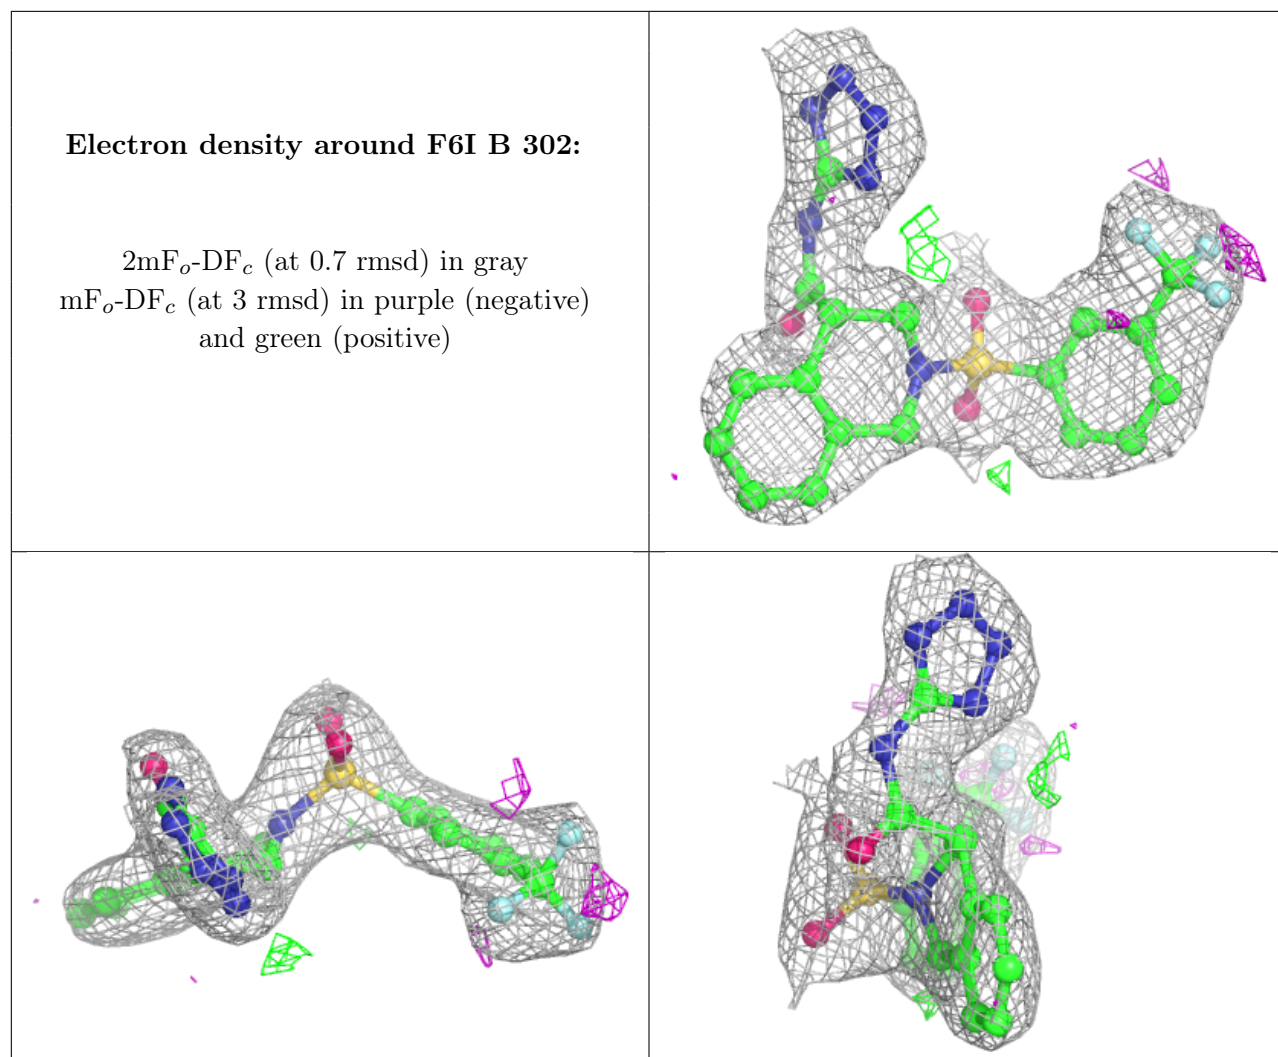 Electron density around F6I B 302:
2mFₒ-DF𝒸 (at 0.7 rmsd) in gray
mFₒ-DF𝒸 (at 3 rmsd) in purple (negative)
and green (positive)